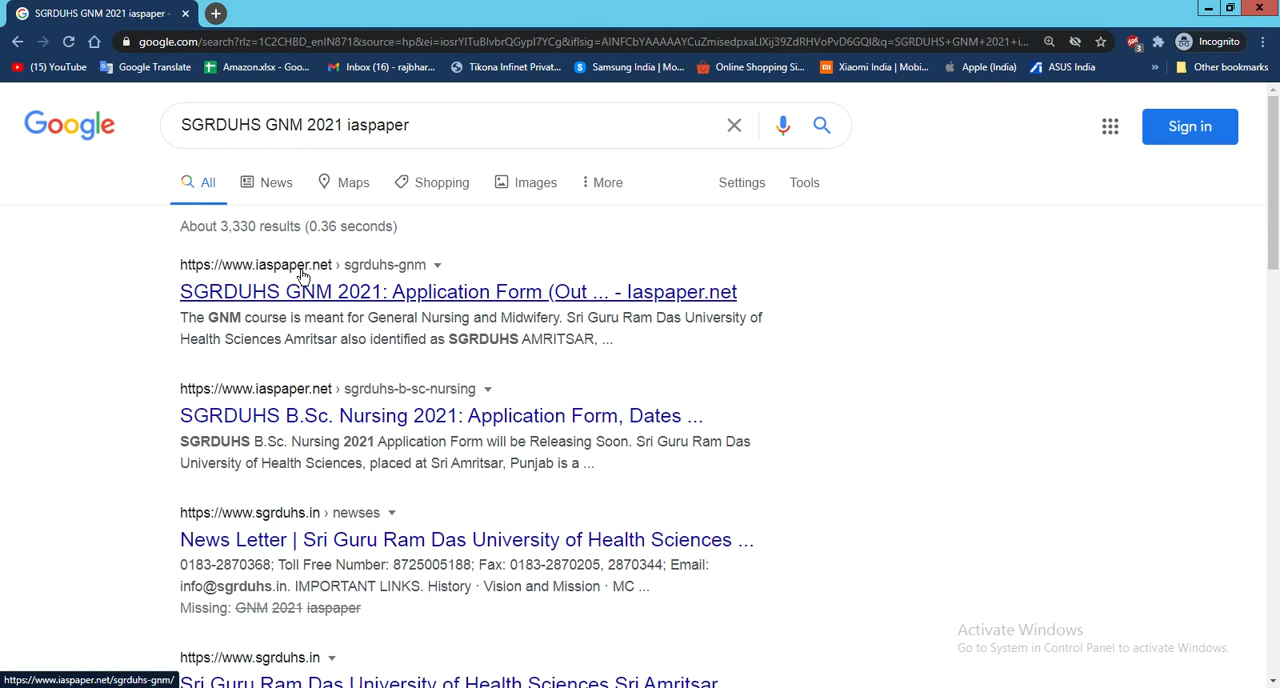 SGRDUHS GNM 2021 iaspaper -
google.com/search?rlz=1C2CHBD_enIN871&source=hp&ei=iosrYITuBlvbrQGypI7YCg&iflsig=AINFCbYAAAAAYCuZmisedpxaLlXij39ZdRHVoPvD6GQI&q=SGRDUHS+GNM+2021+i...
Incognito
(15) YouTube
Google Translate
Amazon.xlsx - Goo...
Inbox (16) - rajbhar...
Tikona Infinet Privat...
Samsung India | Mo...
Online Shopping Si...
Xiaomi India | Mobi...
Apple (India)
ASUS India
»
Other bookmarks
Google
SGRDUHS GNM 2021 iaspaper
Sign in
All
News
Maps
Shopping
Images
More
Settings
Tools
About 3,330 results (0.36 seconds)
https://www.iaspaper.net › sgrduhs-gnm
SGRDUHS GNM 2021: Application Form (Out ... - Iaspaper.net
The GNM course is meant for General Nursing and Midwifery. Sri Guru Ram Das University of
Health Sciences Amritsar also identified as SGRDUHS AMRITSAR, ...
https://www.iaspaper.net › sgrduhs-b-sc-nursing
SGRDUHS B.Sc. Nursing 2021: Application Form, Dates ...
SGRDUHS B.Sc. Nursing 2021 Application Form will be Releasing Soon. Sri Guru Ram Das
University of Health Sciences, placed at Sri Amritsar, Punjab is a ...
https://www.sgrduhs.in › newses
News Letter | Sri Guru Ram Das University of Health Sciences ...
0183-2870368; Toll Free Number: 8725005188; Fax: 0183-2870205, 2870344; Email:
info@sgrduhs.in. IMPORTANT LINKS. History · Vision and Mission · MC ...
Missing: GNM 2021 iaspaper
https://www.sgrduhs.in
Sri Guru Ram Das University of Health Sciences Sri Amritsar
Activate Windows
Go to System in Control Panel to activate Windows.
https://www.iaspaper.net/sgrduhs-gnm/